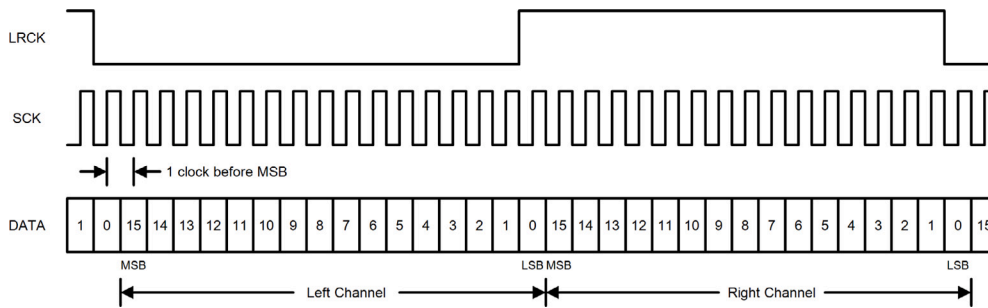 LRCK
SCK
1 clock before MSB
DATA 1 0 15 14 13 12 11 10 9 8 7 6 5 4 3 2 1 0 15 14 13 12 11 10 9 8 7 6 5 4 3 2 1 0 15
MSB LSB MSB LSB
Left Channel Right Channel